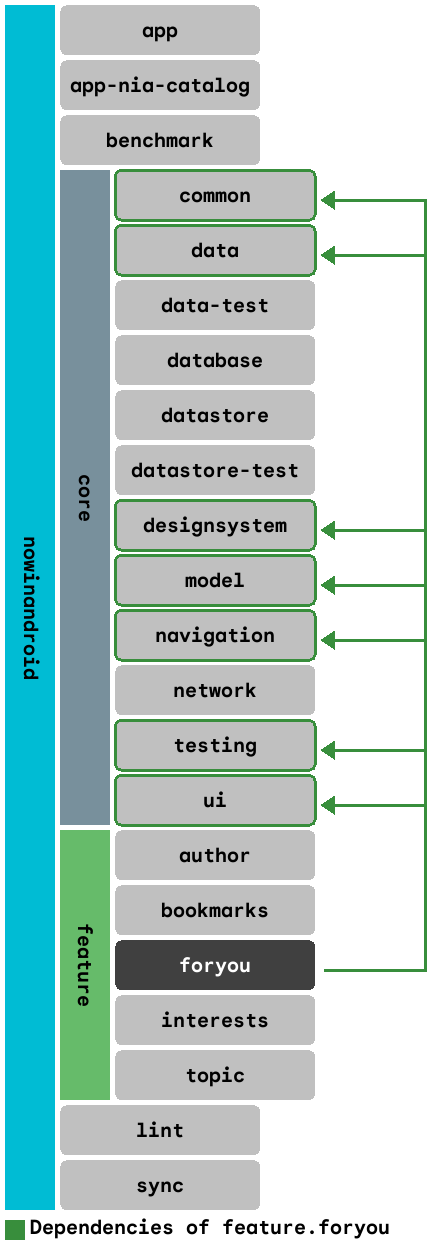 nowinandroid
app
app-nia-catalog
benchmark
core
common
data
data-test
database
datastore
datastore-test
designsystem
model
navigation
network
testing
ui
feature
author
bookmarks
foryou
interests
topic
lint
sync
Dependencies of feature.foryou